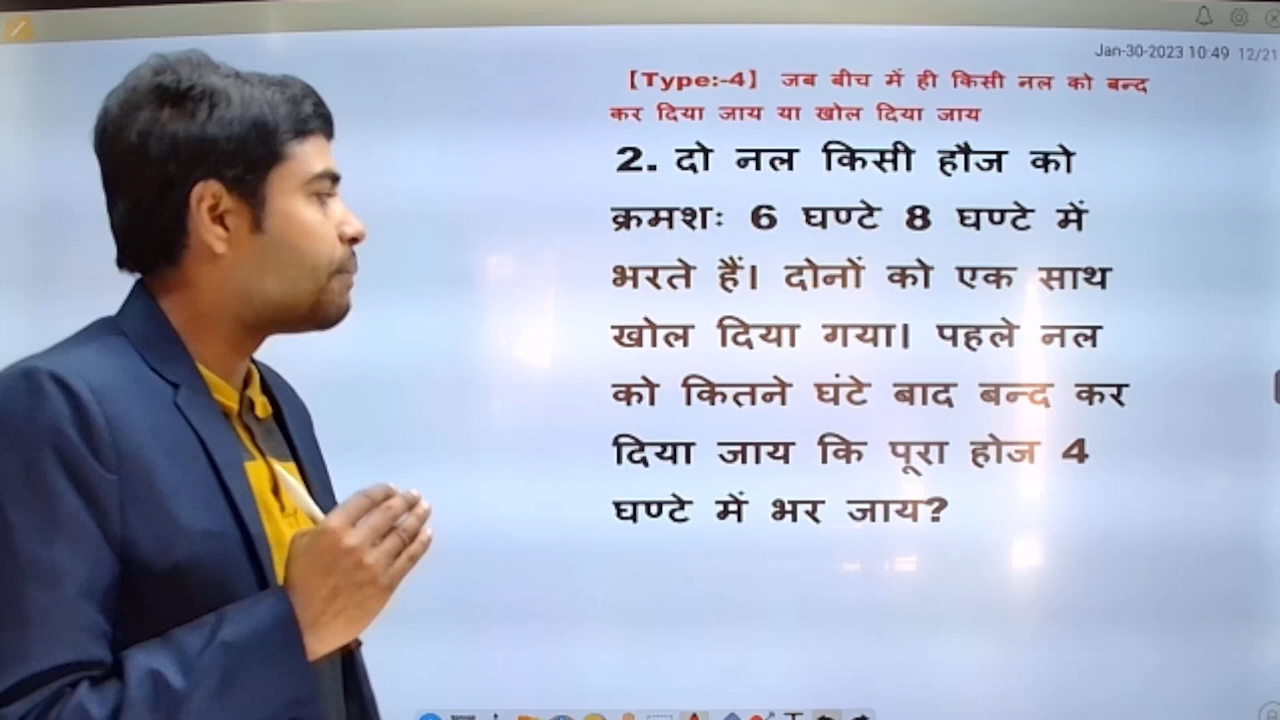 Jan-30-2023 10:49 12/21
【Type:-4】 जब बीच में ही किसी नल को बन्द
कर दिया जाय या खोल दिया जाय
2. दो नल किसी हौज को
क्रमशः 6 घण्टे 8 घण्टे में
भरते हैं। दोनों को एक साथ
खोल दिया गया। पहले नल
को कितने घंटे बाद बन्द कर
दिया जाय कि पूरा होज 4
घण्टे में भर जाय?